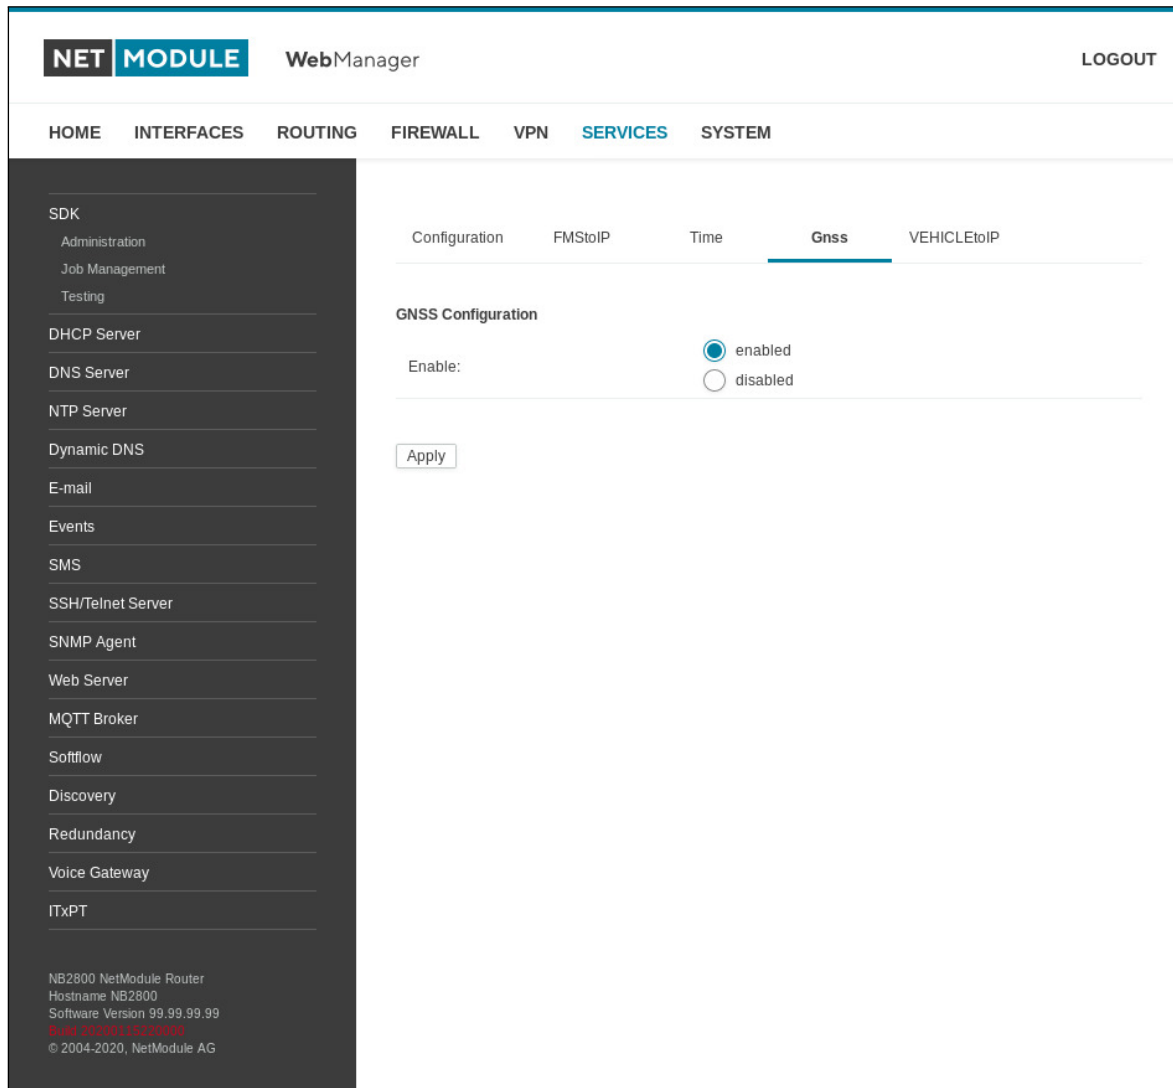 NET MODULE WebManager LOGOUT
HOME INTERFACES ROUTING FIREWALL VPN SERVICES SYSTEM
SDK
Administration
Job Management
Testing
DHCP Server
DNS Server
NTP Server
Dynamic DNS
E-mail
Events
SMS
SSH/Telnet Server
SNMP Agent
Web Server
MQTT Broker
Softflow
Discovery
Redundancy
Voice Gateway
ITxPT
NB2800 NetModule Router
Hostname NB2800
Software Version 99.99.99.99
Build
© 2004-2020, NetModule AG
Configuration FMStoIP Time Gnss VEHICLEtoIP
GNSS Configuration
Enable:
enabled
disabled
Apply